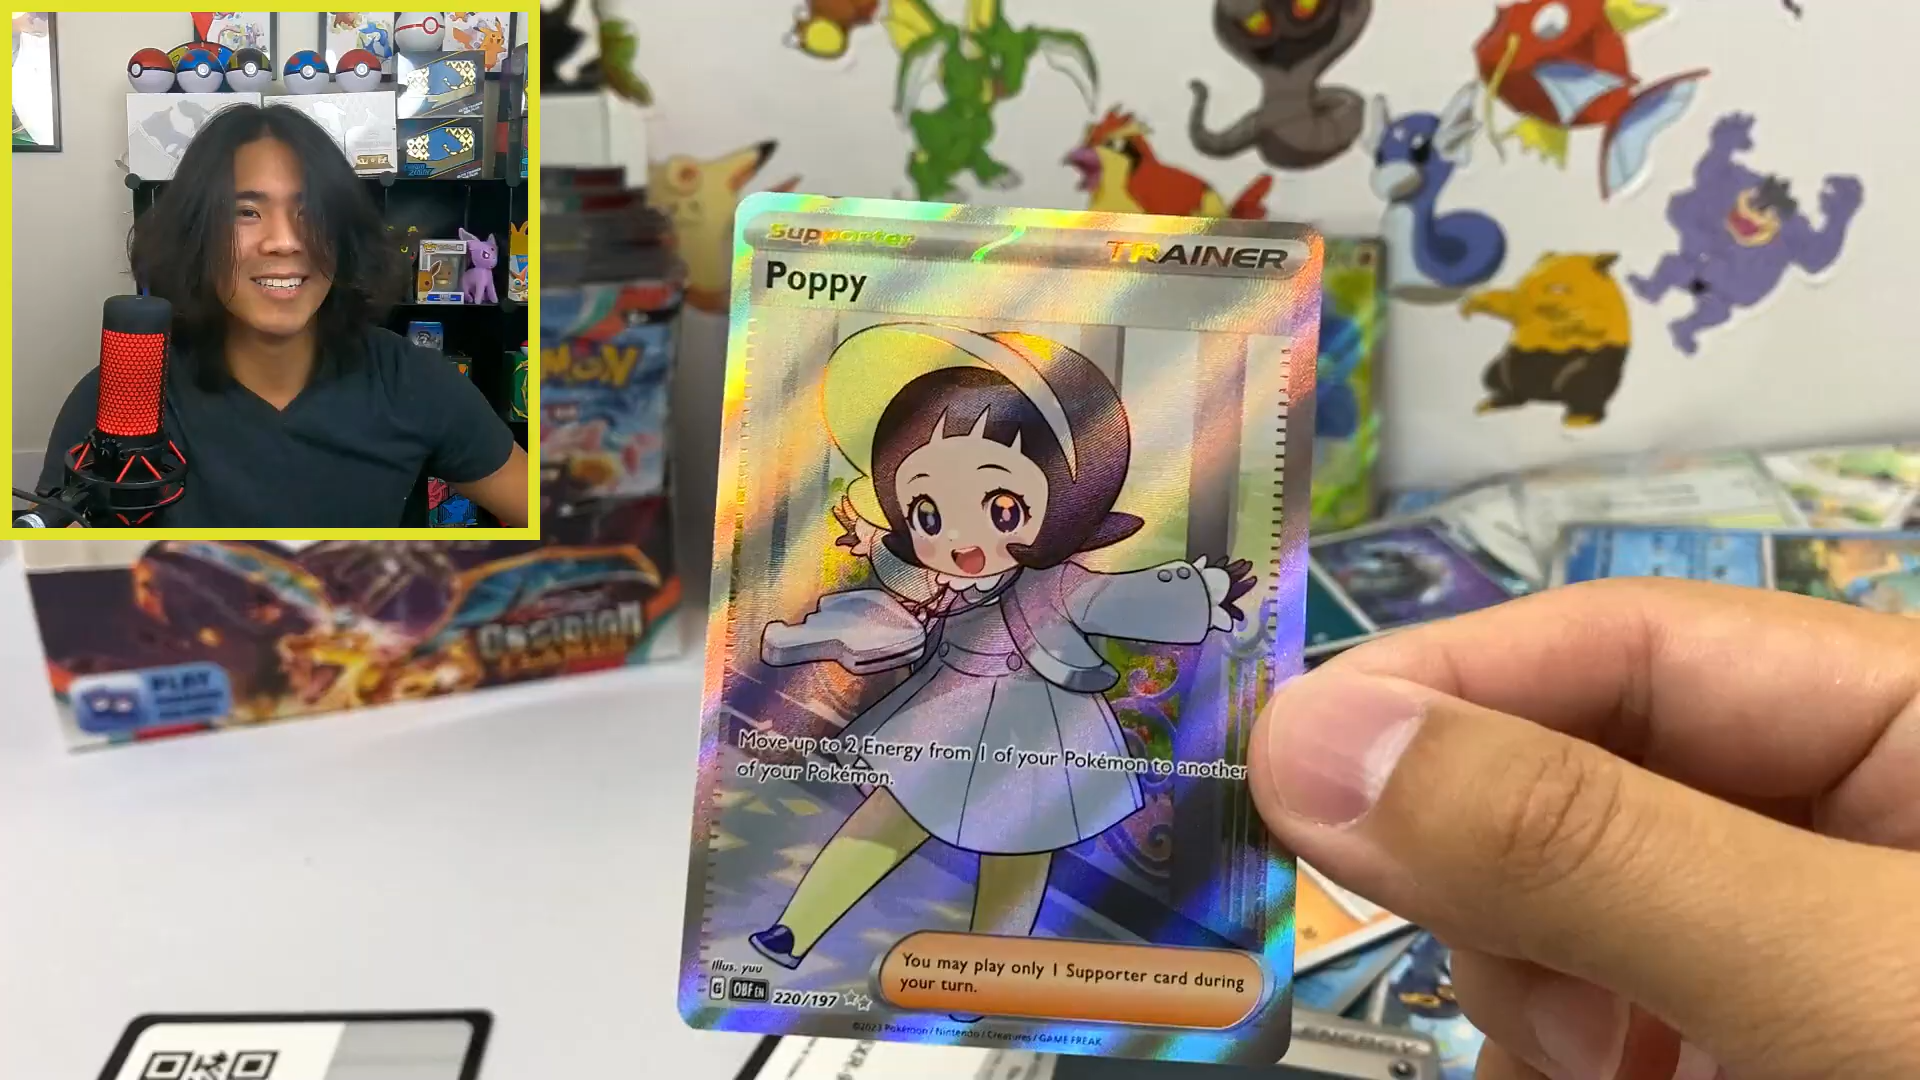 Supporter
TRAINER
Poppy
Move up to 2 Energy from 1 of your Pokémon to another
of your Pokémon.
You may play only 1 Supporter card during
your turn.
Illus. yuu
G OBF EN 220/197
©2023 Pokémon / Nintendo / Creatures / GAME FREAK
PLAY
OBSIDIAN
ENERGY